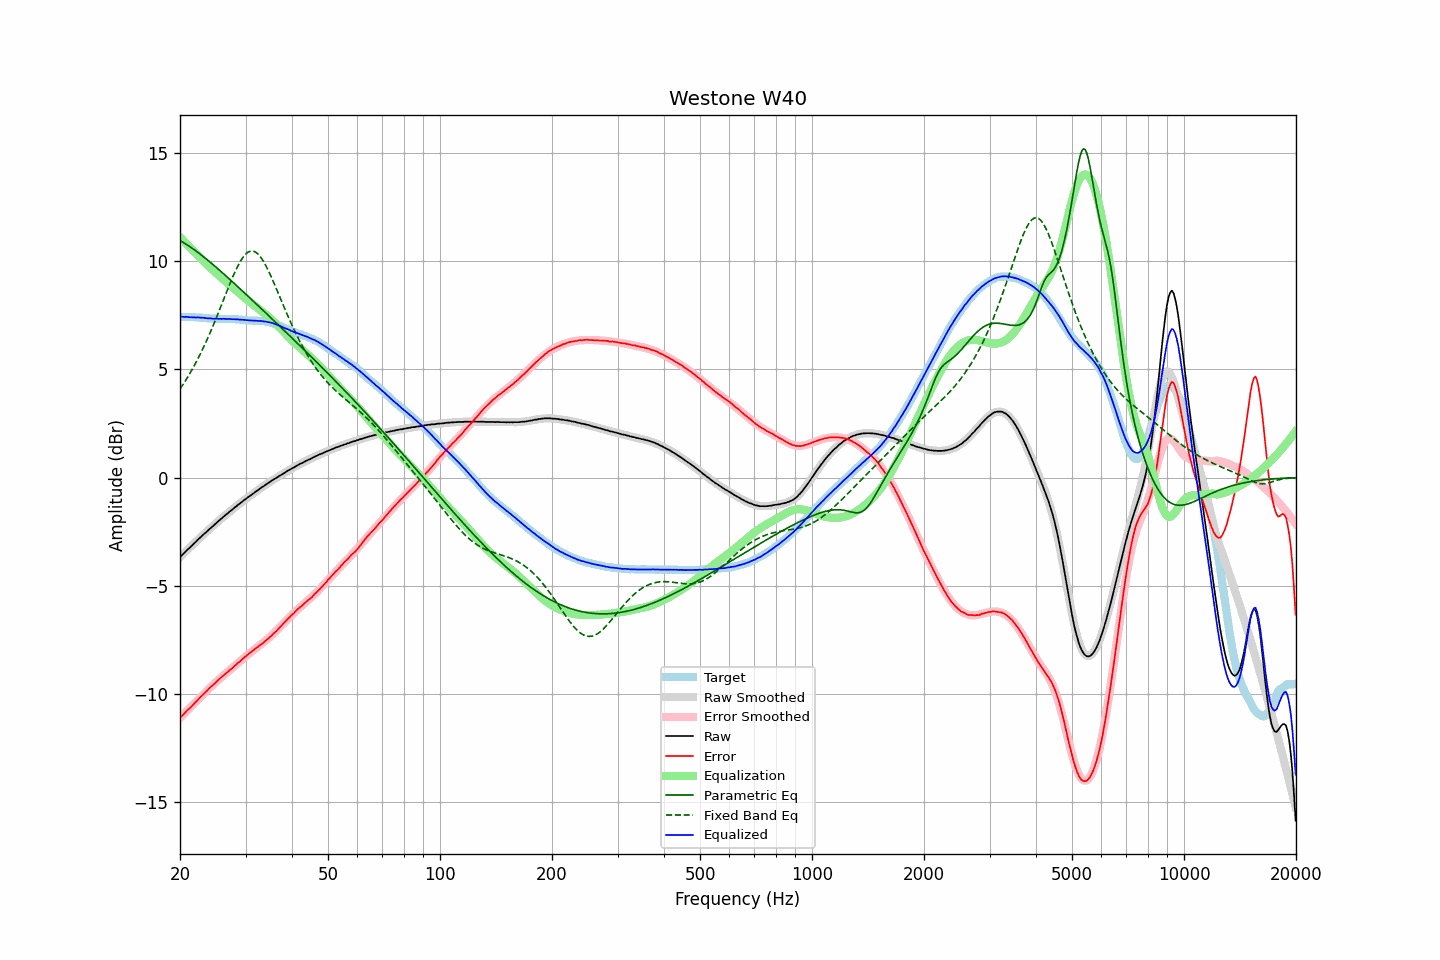 Westone W40
Amplitude (dBr)
15
10
5
0
−5
−10
−15
Target
Raw Smoothed
Error Smoothed
Raw
Error
Equalization
Parametric Eq
Fixed Band Eq
Equalized
20
50
100
200
500
1000
2000
5000
10000
20000
Frequency (Hz)